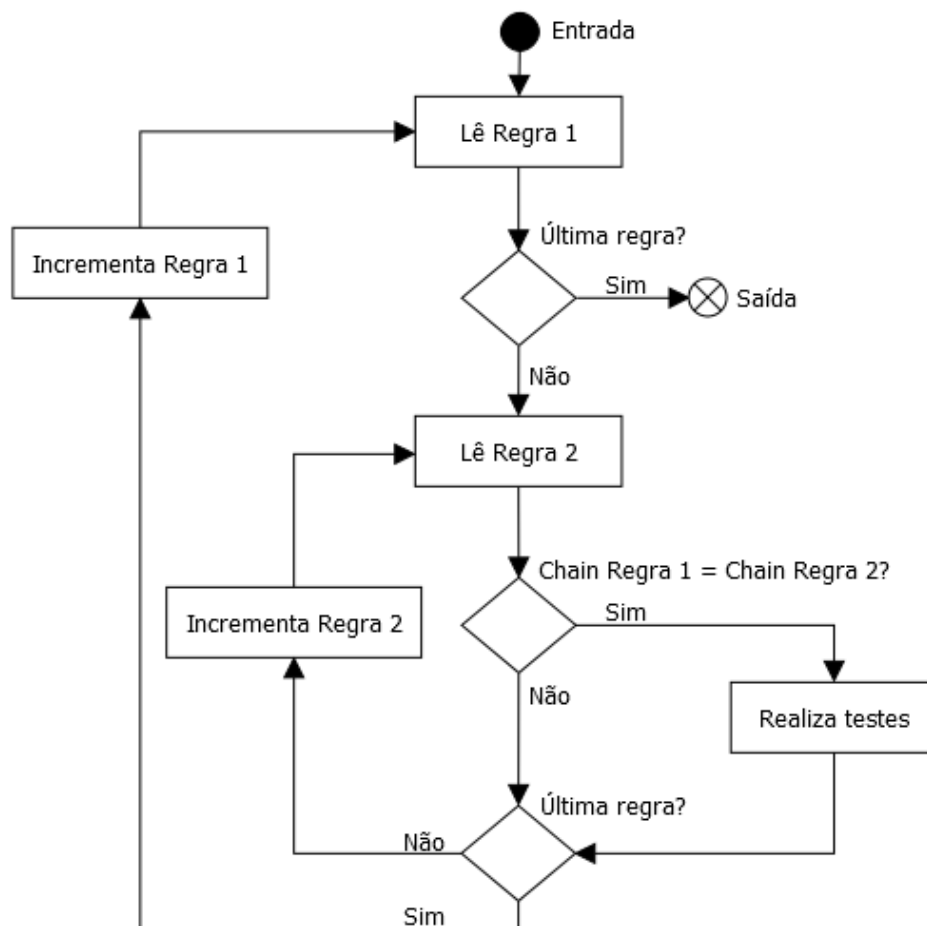 Entrada
Lê Regra 1
Incrementa Regra 1
Última regra?
Sim
Saída
Não
Lê Regra 2
Chain Regra 1 = Chain Regra 2?
Incrementa Regra 2
Sim
Não
Realiza testes
Última regra?
Não
Sim